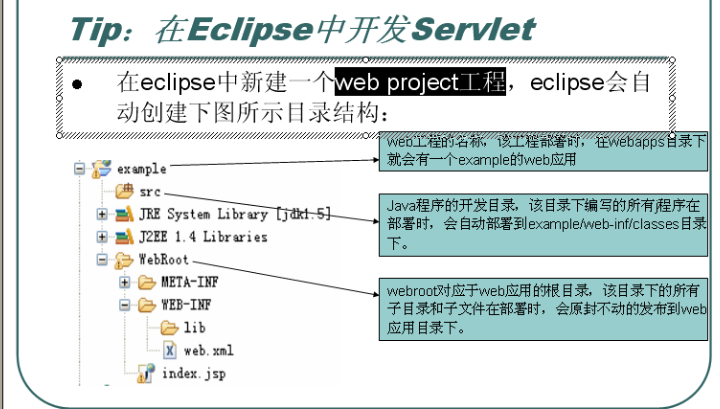 Tip：在Eclipse中开发Servlet
● 在eclipse中新建一个web project工程，eclipse会自
动创建下图所示目录结构：
web工程的名称，该工程部署时，在webapps目录下
就会有一个example的web应用
example
src
JRE System Library [jdk1.5]
J2EE 1.4 Libraries
Java程序的开发目录，该目录下编写的所有j程序在
部署时，会自动部署到example/web-inf/classes目录
下。
WebRoot
META-INF
WEB-INF
lib
web.xml
index.jsp
webroot对应于web应用的根目录，该目录下的所有
子目录和子文件在部署时，会原封不动的发布到web
应用目录下。